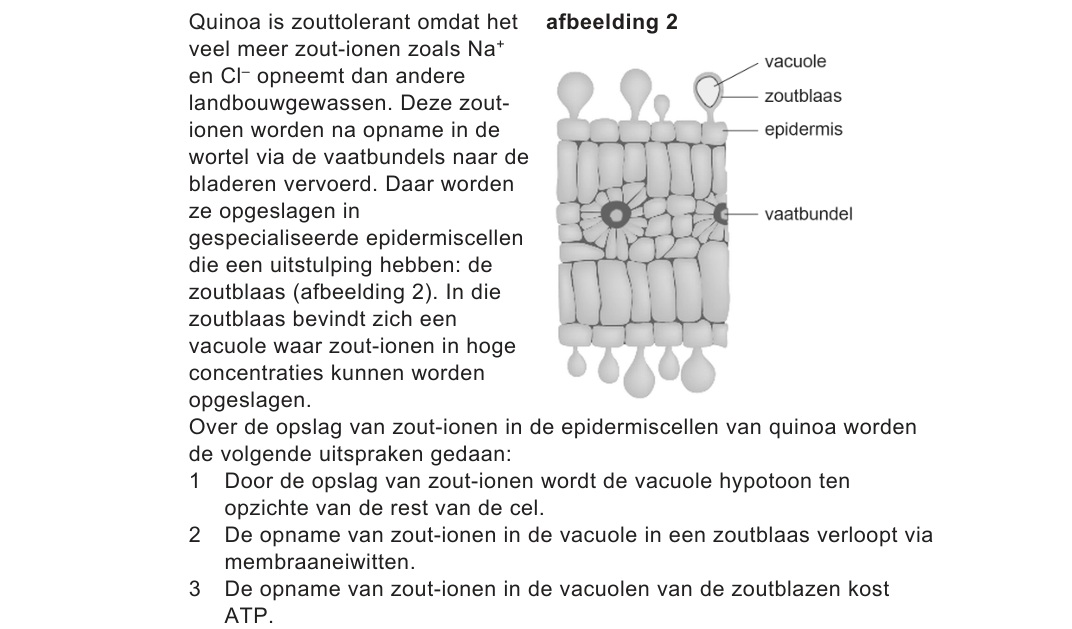 Quinoa is zouttolerant omdat het
veel meer zout-ionen zoals Na⁺
en Cl⁻ opneemt dan andere
landbouwgewassen. Deze zout-
ionen worden na opname in de
wortel via de vaatbundels naar de
bladeren vervoerd. Daar worden
ze opgeslagen in
gespecialiseerde epidermiscellen
die een uitstulping hebben: de
zoutblaas (afbeelding 2). In die
zoutblaas bevindt zich een
vacuole waar zout-ionen in hoge
concentraties kunnen worden
opgeslagen.
afbeelding 2
vacuole
zoutblaas
epidermis
vaatbundel
Over de opslag van zout-ionen in de epidermiscellen van quinoa worden
de volgende uitspraken gedaan:
1 Door de opslag van zout-ionen wordt de vacuole hypotoon ten
opzichte van de rest van de cel.
2 De opname van zout-ionen in de vacuole in een zoutblaas verloopt via
membraaneiwitten.
3 De opname van zout-ionen in de vacuolen van de zoutblazen kost
ATP.